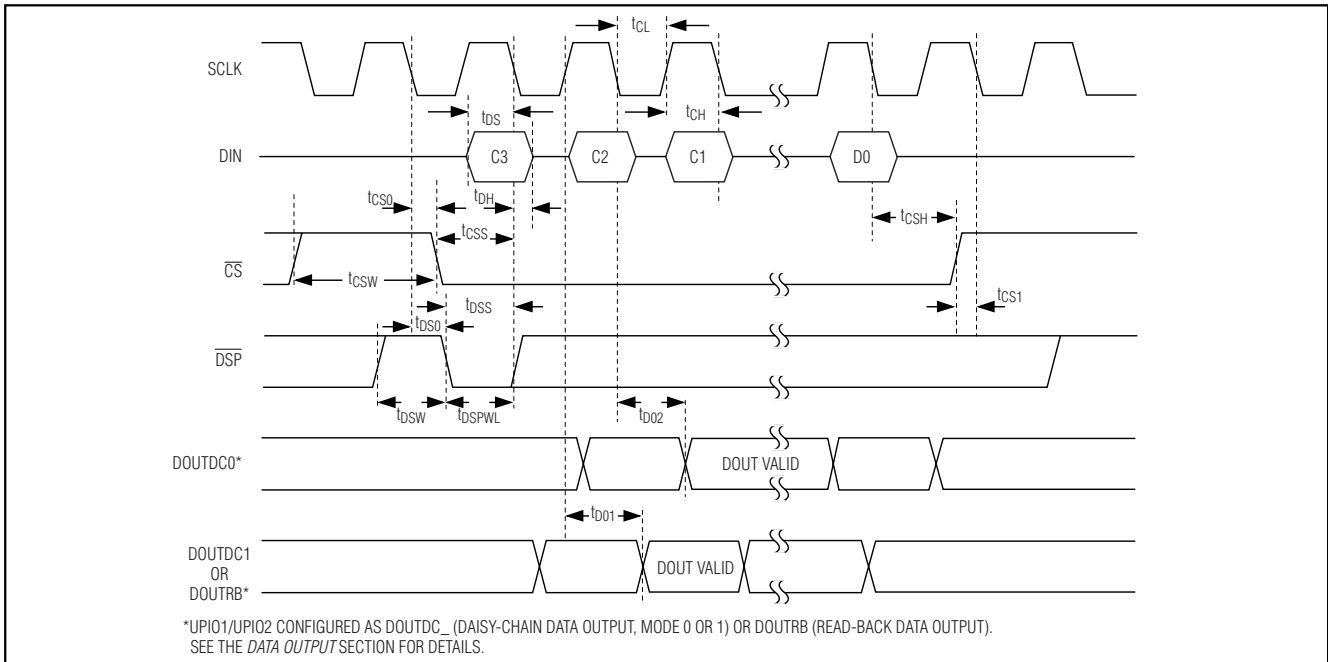 tCL
SCLK
tDS
tCH
DIN
C3
C2
C1
D0
tCS0
tDH
tCSH
tCSS
CS
tCSW
tCS1
tDSS
tDS0
DSP
tDSW
tDSPWL
tD02
DOUTDC0*
DOUT VALID
tD01
DOUTDC1
OR
DOUTRB*
DOUT VALID
*UPIO1/UPIO2 CONFIGURED AS DOUTDC_ (DAISY-CHAIN DATA OUTPUT, MODE 0 OR 1) OR DOUTRB (READ-BACK DATA OUTPUT).
SEE THE DATA OUTPUT SECTION FOR DETAILS.